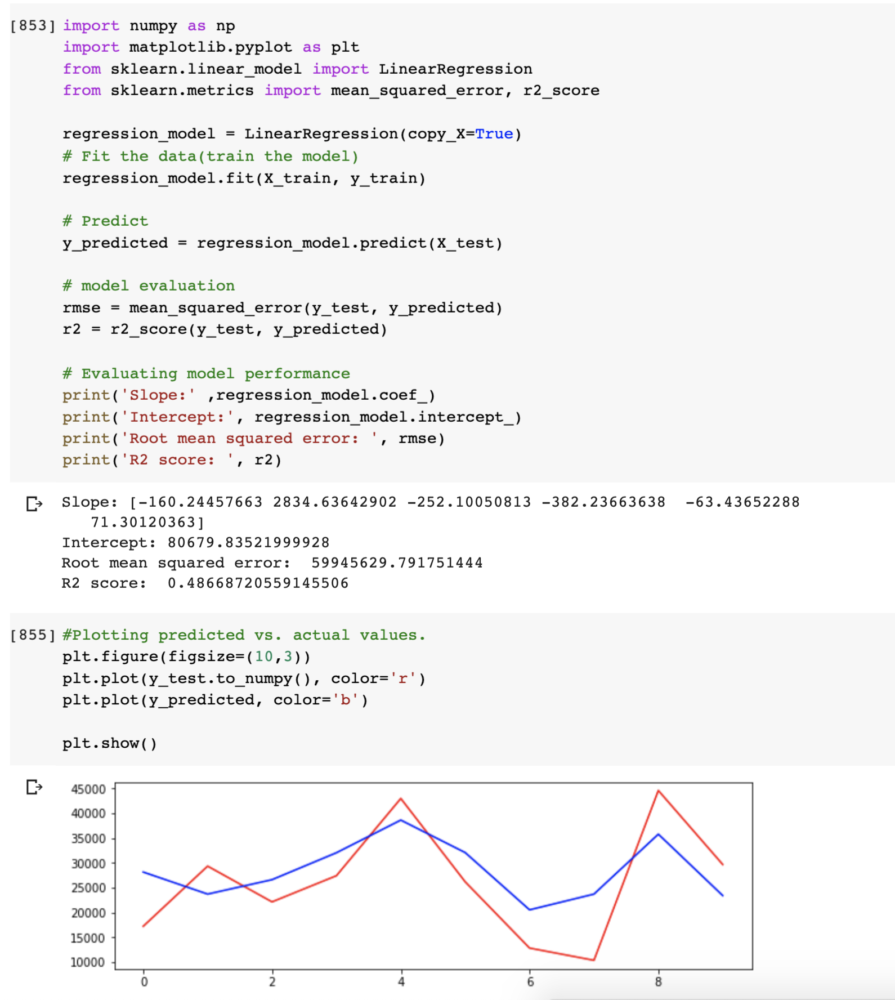 [853] import numpy as np
import matplotlib.pyplot as plt
from sklearn.linear_model import LinearRegression
from sklearn.metrics import mean_squared_error, r2_score
regression_model = LinearRegression(copy_X=True)
# Fit the data(train the model)
regression_model.fit(X_train, y_train)
# Predict
y_predicted = regression_model.predict(X_test)
# model evaluation
rmse = mean_squared_error(y_test, y_predicted)
r2 = r2_score(y_test, y_predicted)
# Evaluating model performance
print('Slope:' ,regression_model.coef_)
print('Intercept:', regression_model.intercept_)
print('Root mean squared error: ', rmse)
print('R2 score: ', r2)
Slope: [-160.24457663 2834.63642902 -252.10050813 -382.23663638  -63.43652288
71.30120363]
Intercept: 80679.83521999928
Root mean squared error:  59945629.791751444
R2 score:  0.48668720559145506
[855] #Plotting predicted vs. actual values.
plt.figure(figsize=(10,3))
plt.plot(y_test.to_numpy(), color='r')
plt.plot(y_predicted, color='b')
plt.show()
45000
40000
35000
30000
25000
20000
15000
10000
0 2 4 6 8